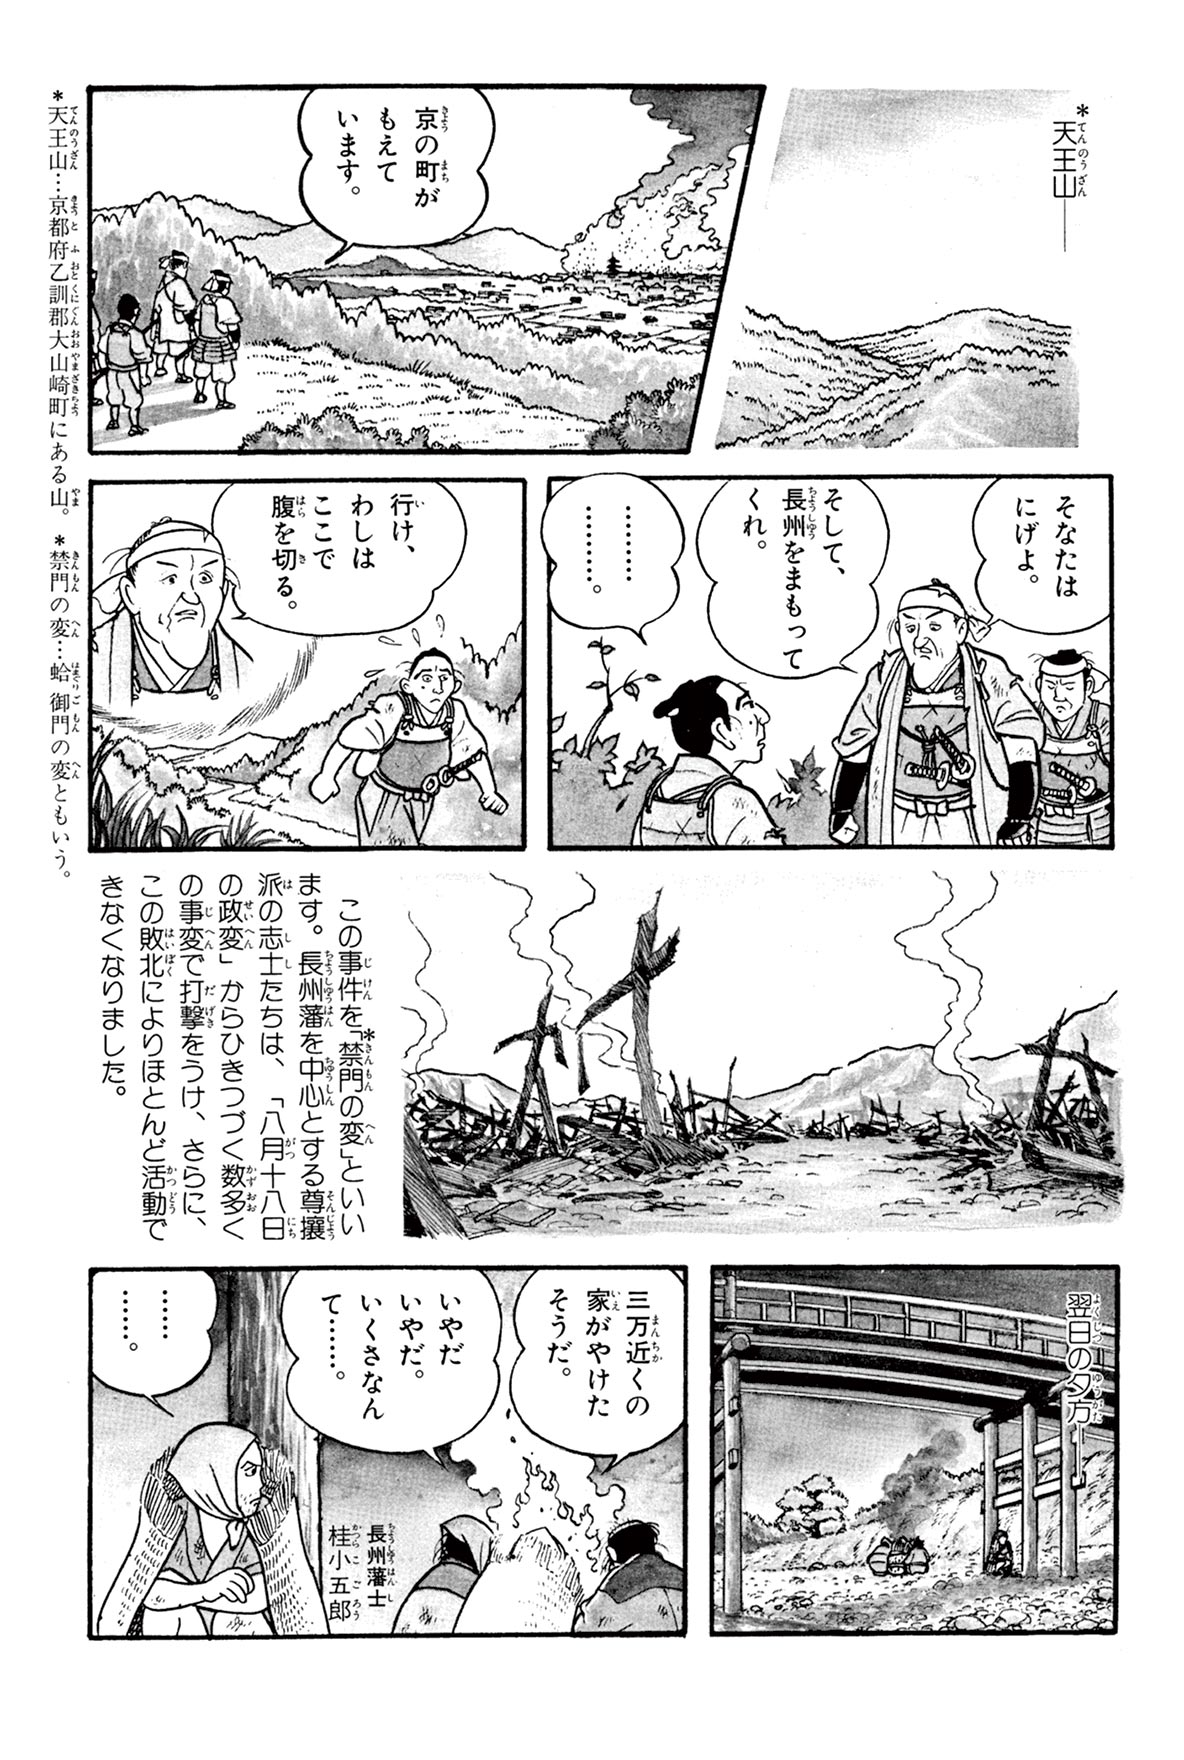 ＊天王山――
京の町が
もえて
います。
そなたは
にげよ。
そして、
長州をまもって
くれ。
………
………。
行け、
わしは
ここで
腹を切る。
この事件を「＊禁門の変」といい
ます。長州藩を中心とする尊攘
派の志士たちは、「八月十八日
の政変」からひきつづく数多く
の事変で打撃をうけ、さらに、
この敗北によりほとんど活動で
きなくなりました。
翌日の夕方――
三万近くの
家がやけた
そうだ。
いやだ
いやだ。
いくさなん
て……。
……
……。
長州藩士
桂小五郎
＊天王山…京都府乙訓郡大山崎町にある山。 ＊禁門の変…蛤御門の変ともいう。